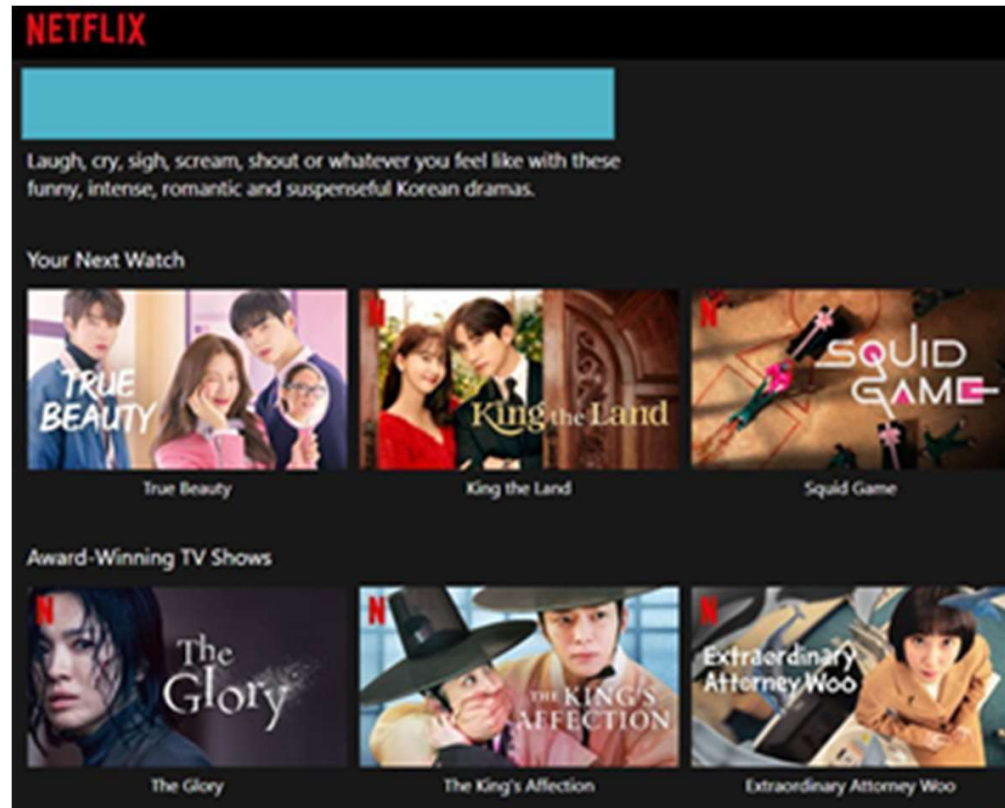 NETFLIX
Laugh, cry, sigh, scream, shout or whatever you feel like with these
funny, intense, romantic and suspenseful Korean dramas.
Your Next Watch
TRUE
BEAUTY
N
King the Land
N
SQUID
GAME
True Beauty
King the Land
Squid Game
Award-Winning TV Shows
N
The
Glory
N
THE KING'S
AFFECTION
N
Extraordinary
Attorney Woo
The Glory
The King's Affection
Extraordinary Attorney Woo